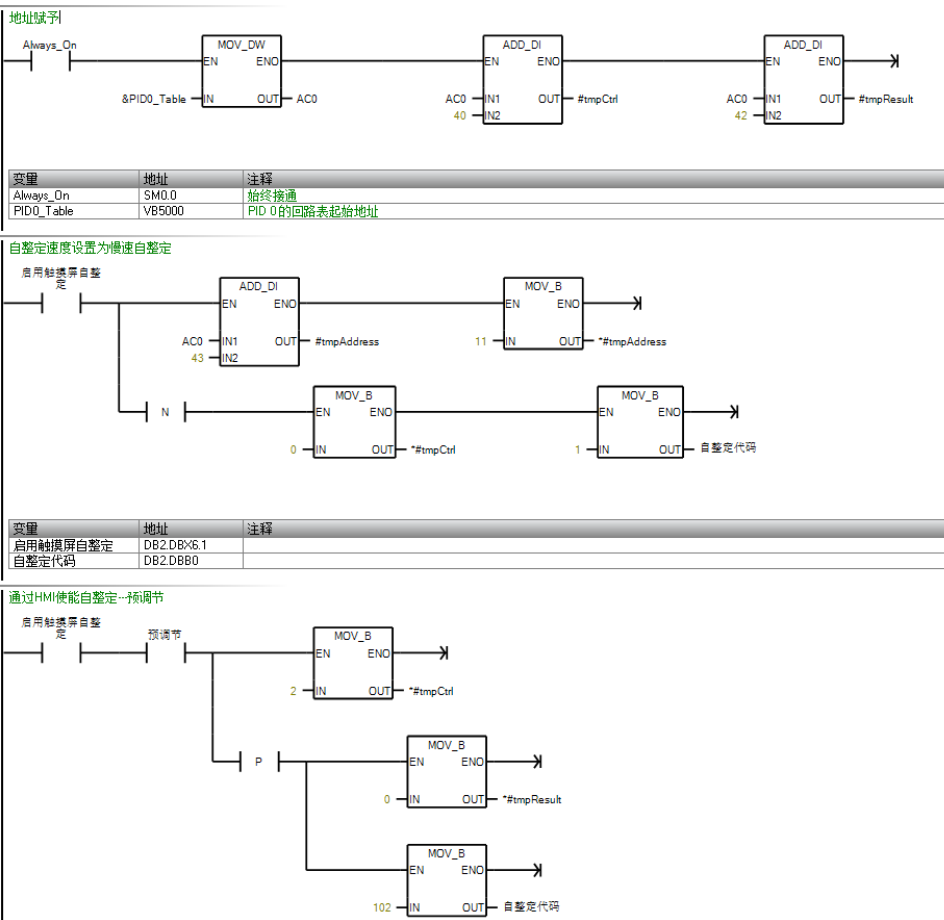 地址赋予
Always_On
MOV_DW
ADD_DI
ADD_DI
EN ENO
EN ENO
EN ENO
&PID0_Table IN OUT AC0
AC0 IN1 OUT #tmpCtrl
40 IN2
AC0 IN1 OUT #tmpResult
42 IN2
变量 地址 注释
Always_On SM0.0 始终接通
PID0_Table VB5000 PID 0的回路表起始地址
自整定速度设置为慢速自整定
启用触摸屏自整
定
ADD_DI
MOV_B
EN ENO
EN ENO
AC0 IN1 OUT #tmpAddress
43 IN2
11 IN OUT *#tmpAddress
N
MOV_B
MOV_B
EN ENO
EN ENO
0 IN OUT *#tmpCtrl
1 IN OUT 自整定代码
变量 地址 注释
启用触摸屏自整定 DB2.DBX6.1
自整定代码 DB2.DBB0
通过HMI使能自整定--预调节
启用触摸屏自整
定
预调节
MOV_B
EN ENO
2 IN OUT *#tmpCtrl
P
MOV_B
EN ENO
0 IN OUT *#tmpResult
MOV_B
EN ENO
102 IN OUT 自整定代码